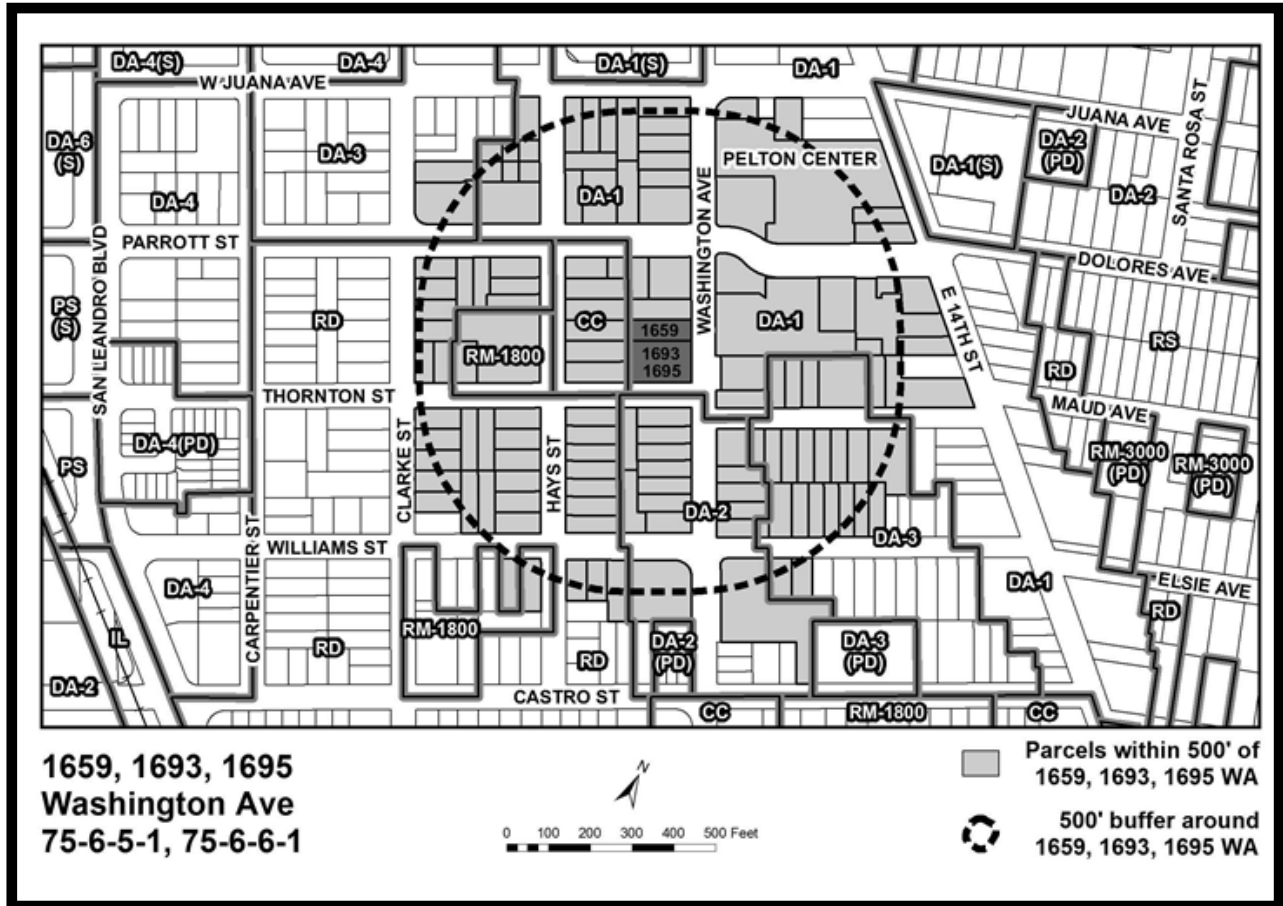 DA-4(S)
DA-4
DA-1(S)
DA-1
W JUANA AVE
JUANA AVE
SANTA ROSA ST
DA-6
(S)
DA-3
DA-2
(PD)
PELTON CENTER
DA-1(S)
DA-4
DA-1
WASHINGTON AVE
DA-2
PARROTT ST
SAN LEANDRO BLVD
DOLORES AVE
PS
(S)
RD
CC
1659
DA-1
E 14TH ST
RS
RM-1800
1693
1695
RD
THORNTON ST
MAUD AVE
DA-4(PD)
CLARKE ST
HAYS ST
PS
RM-3000
(PD)
RM-3000
(PD)
DA-2
DA-3
WILLIAMS ST
CARPENTIER ST
DA-4
DA-1
ELSIE AVE
IL
RM-1800
RD
RD
RD
DA-2
(PD)
DA-3
(PD)
DA-2
CASTRO ST
CC
RM-1800
CC
1659, 1693, 1695
Washington Ave
75-6-5-1, 75-6-6-1
N
0 100 200 300 400 500 Feet
Parcels within 500' of
1659, 1693, 1695 WA
500' buffer around
1659, 1693, 1695 WA